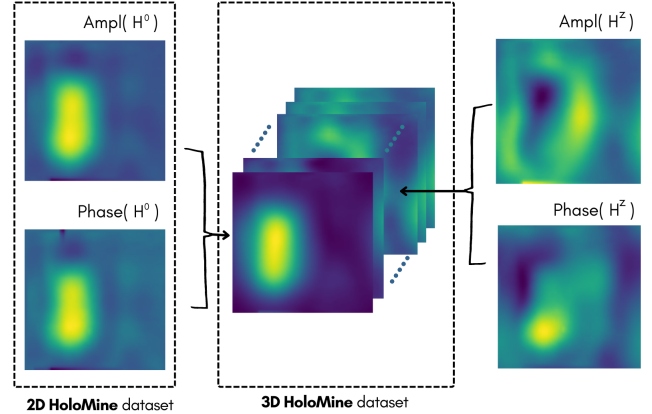 Ampl( H⁰ )
Ampl( Hᶻ )
Phase( H⁰ )
Phase( Hᶻ )
2D HoloMine dataset
3D HoloMine dataset